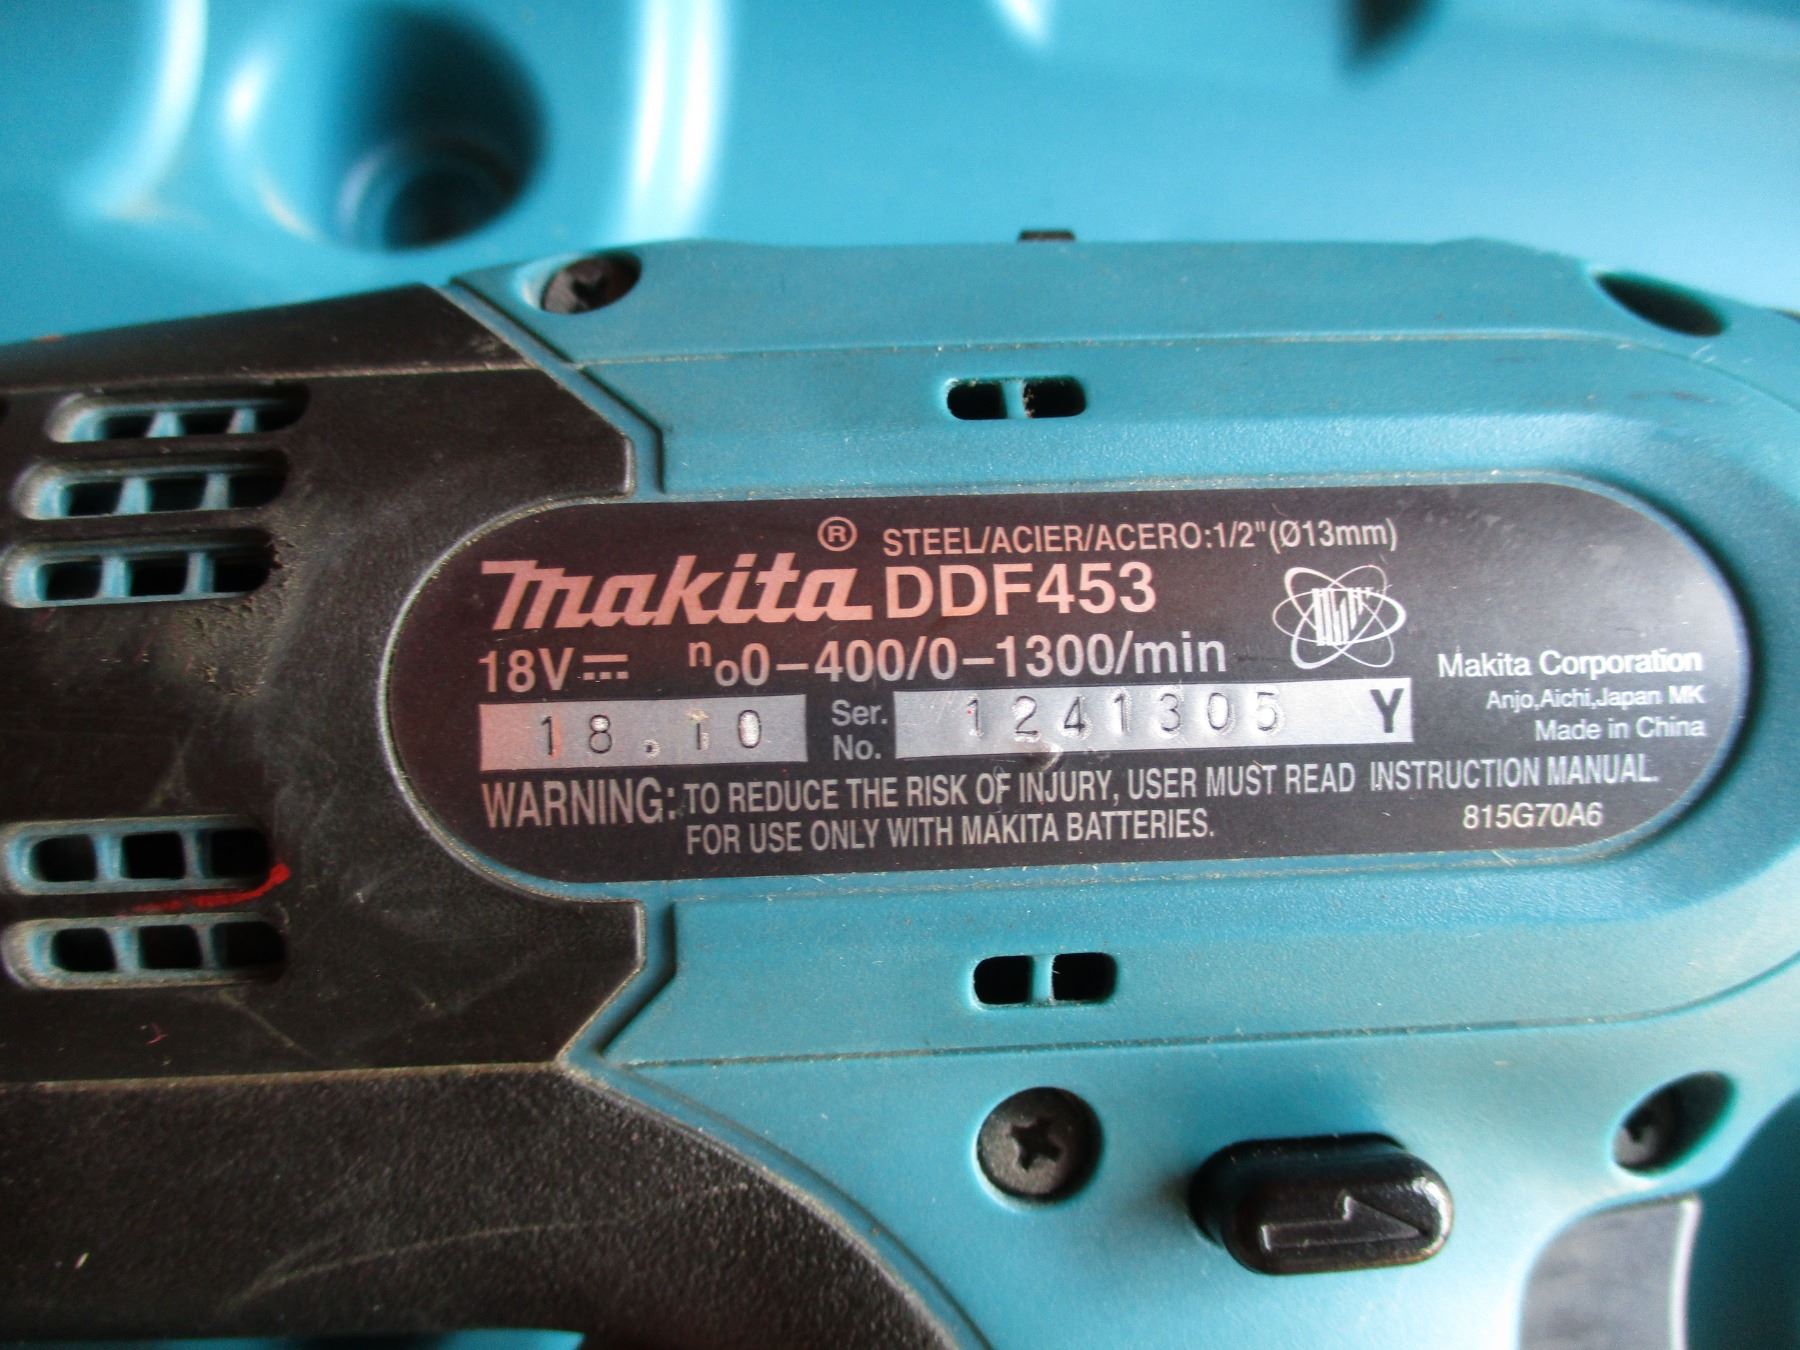 ® STEEL/ACIER/ACERO:1/2"(Ø13mm)
makita DDF453
18V⎓ no0-400/0-1300/min
Makita Corporation
Anjo,Aichi,Japan MK
Made in China
18.10 Ser. No. 1241305 Y
WARNING: TO REDUCE THE RISK OF INJURY, USER MUST READ INSTRUCTION MANUAL.
FOR USE ONLY WITH MAKITA BATTERIES.
815G70A6